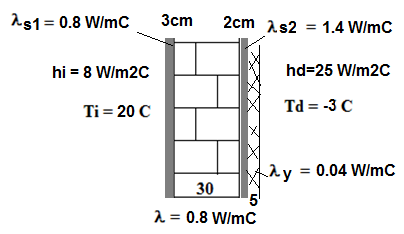 λs1 = 0.8 W/mC 3cm 2cm λs2 = 1.4 W/mC
hi = 8 W/m2C hd=25 W/m2C
Ti = 20 C Td = -3 C
λy = 0.04 W/mC
30 5
λ = 0.8 W/mC